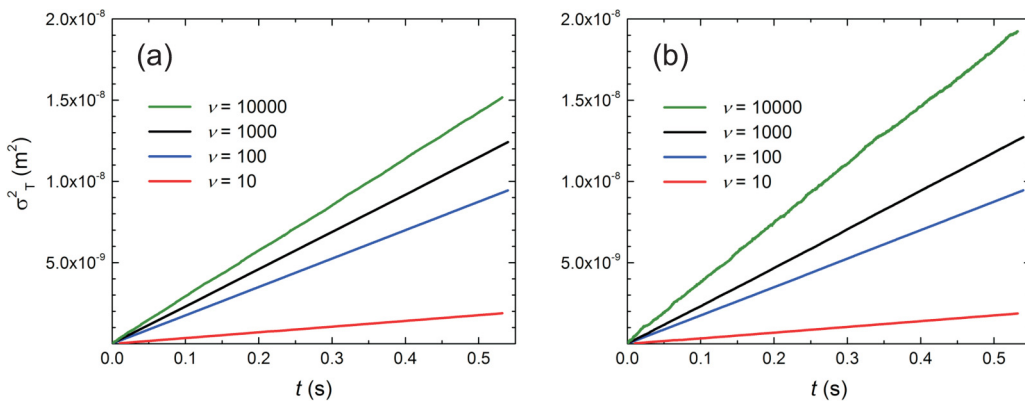 (a)
ν = 10000
ν = 1000
ν = 100
ν = 10
2.0x10⁻⁸
1.5x10⁻⁸
1.0x10⁻⁸
5.0x10⁻⁹
σ²T (m²)
0.0 0.1 0.2 0.3 0.4 0.5
t (s)
(b)
ν = 10000
ν = 1000
ν = 100
ν = 10
2.0x10⁻⁸
1.5x10⁻⁸
1.0x10⁻⁸
5.0x10⁻⁹
0.0 0.1 0.2 0.3 0.4 0.5
t (s)